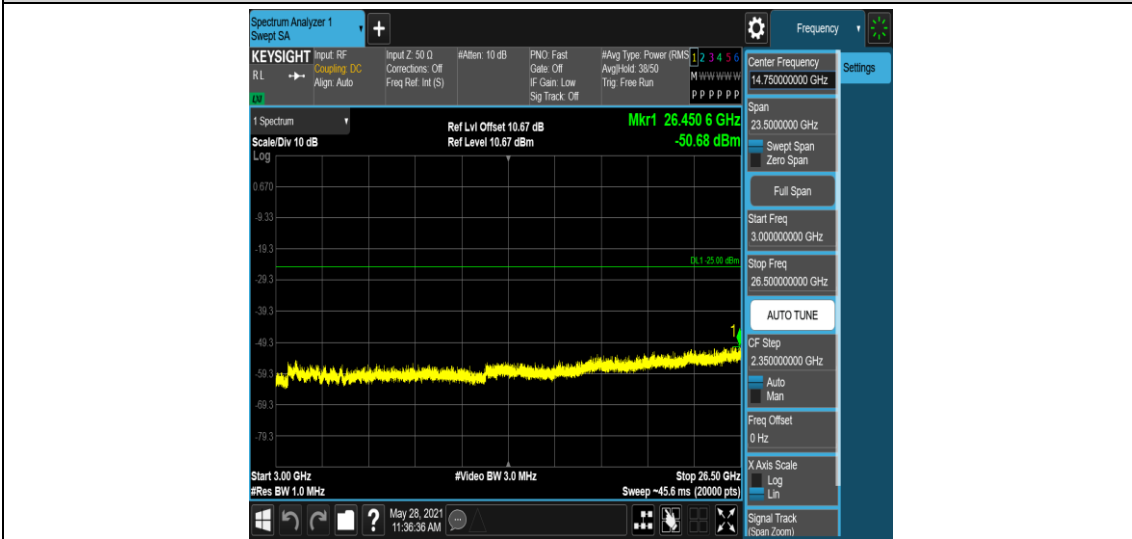 Spectrum Analyzer 1
Swept SA
+
Frequency
KEYSIGHT
RL
Input: RF
Coupling: DC
Align: Auto
Input Z: 50 Ω
Corrections: Off
Freq Ref: Int (S)
#Atten: 10 dB
PNO: Fast
Gate: Off
IF Gain: Low
Sig Track: Off
#Avg Type: Power (RMS
Avg|Hold: 38/50
Trig: Free Run
1 2 3 4 5 6
M W W W W W
P P P P P P
Center Frequency
14.750000000 GHz
Settings
Span
23.5000000 GHz
Swept Span
Zero Span
Full Span
Start Freq
3.000000000 GHz
Stop Freq
26.500000000 GHz
AUTO TUNE
CF Step
2.350000000 GHz
Auto
Man
Freq Offset
0 Hz
X Axis Scale
Log
Lin
Signal Track
(Span Zoom)
1 Spectrum
Scale/Div 10 dB
Log
Ref Lvl Offset 10.67 dB
Ref Level 10.67 dBm
Mkr1 26.450 6 GHz
-50.68 dBm
0.670
-9.33
-19.3
DL1 -25.00 dBm
-29.3
-39.3
1
-49.3
-59.3
-69.3
-79.3
Start 3.00 GHz
#Res BW 1.0 MHz
#Video BW 3.0 MHz
Stop 26.50 GHz
Sweep ~45.6 ms (20000 pts)
?
May 28, 2021
11:36:36 AM